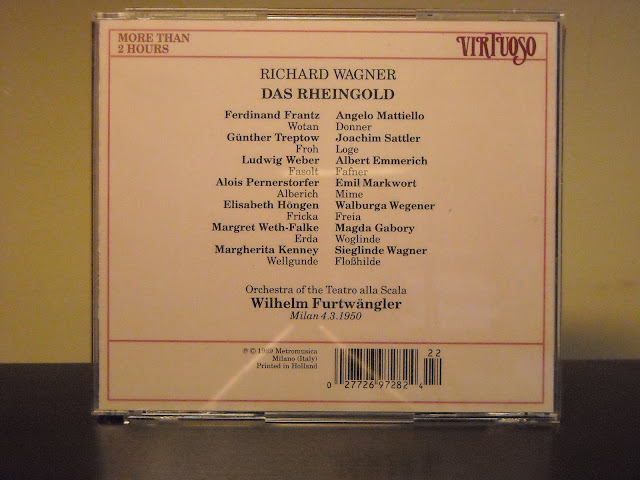 MORE THAN
2 HOURS
VIRTUOSO
RICHARD WAGNER
DAS RHEINGOLD
Ferdinand Frantz Angelo Mattiello
Wotan Donner
Günther Treptow Joachim Sattler
Froh Loge
Ludwig Weber Albert Emmerich
Fasolt Fafner
Alois Pernerstorfer Emil Markwort
Alberich Mime
Elisabeth Höngen Walburga Wegener
Fricka Freia
Margret Weth-Falke Magda Gabory
Erda Woglinde
Margherita Kenney Sieglinde Wagner
Wellgunde Floßhilde
Orchestra of the Teatro alla Scala
Wilhelm Furtwängler
Milan 4.3.1950
℗ © 1989 Metromusica
Milano (Italy)
Printed in Holland
22
0 27726 97282 4